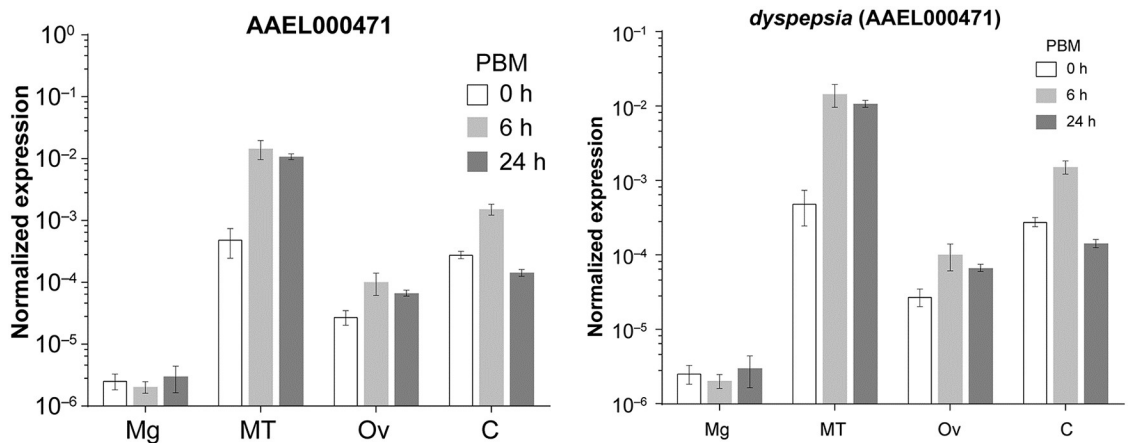 AAEL000471
Normalized expression
10⁰
10⁻¹
10⁻²
10⁻³
10⁻⁴
10⁻⁵
10⁻⁶
PBM
0 h
6 h
24 h
Mg MT Ov C
dyspepsia (AAEL000471)
Normalized expression
10⁻¹
10⁻²
10⁻³
10⁻⁴
10⁻⁵
10⁻⁶
PBM
0 h
6 h
24 h
Mg MT Ov C